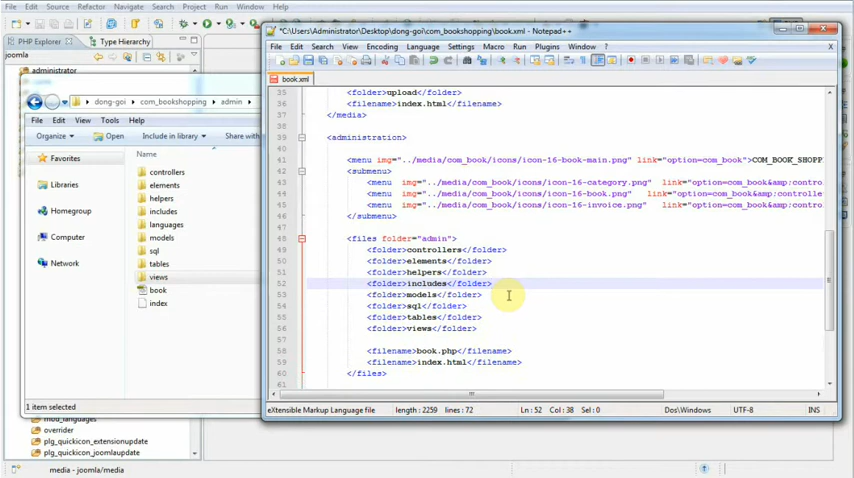 File Edit Source Refactor Navigate Search Project Run Window Help
PHP Explorer
Type Hierarchy
joomla
administrator
dong-goi com_bookshopping admin
File Edit View Tools Help
Organize Open Include in library Share with
Favorites
Libraries
Homegroup
Computer
Network
Name
controllers
elements
helpers
includes
languages
models
sql
tables
views
book
index
1 item selected
mod_languages
overrider
plg_quickicon_extensionupdate
plg_quickicon_joomlaupdate
media - joomla/media
*C:\Users\Administrator\Desktop\dong-goi\com_bookshopping\book.xml - Notepad++
File Edit Search View Encoding Language Settings Macro Run Plugins Window ? X
book.xml
35 <folder>upload</folder>
36 <filename>index.html</filename>
37 </media>
38
39 <administration>
40
41 <menu img="../media/com_book/icons/icon-16-book-main.png" link="option=com_book">COM_BOOK_SHOPP
42 <submenu>
43 <menu img="../media/com_book/icons/icon-16-category.png" link="option=com_book&amp;contro
44 <menu img="../media/com_book/icons/icon-16-book.png" link="option=com_book&amp;controlle
45 <menu img="../media/com_book/icons/icon-16-invoice.png" link="option=com_book&amp;control
46 </submenu>
47
48 <files folder="admin">
49 <folder>controllers</folder>
50 <folder>elements</folder>
51 <folder>helpers</folder>
52 <folder>includes</folder>
53 <folder>models</folder>
54 <folder>sql</folder>
55 <folder>tables</folder>
56 <folder>views</folder>
57
58 <filename>book.php</filename>
59 <filename>index.html</filename>
60 </files>
61
eXtensible Markup Language file length : 2259 lines : 72 Ln : 52 Col : 38 Sel : 0 Dos\Windows UTF-8 INS